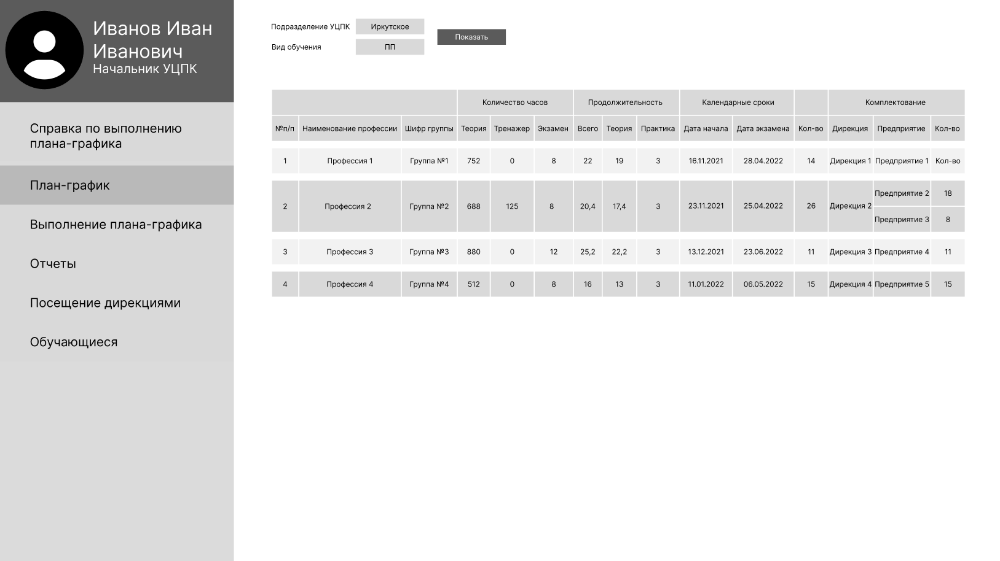 Иванов Иван
Иванович
Начальник УЦПК
Справка по выполнению
плана-графика
План-график
Выполнение плана-графика
Отчеты
Посещение дирекциями
Обучающиеся
Подразделение УЦПК Иркутское
Показать
Вид обучения ПП
Количество часов Продолжительность Календарные сроки Комплектование
№п/п Наименование профессии Шифр группы Теория Тренажер Экзамен Всего Теория Практика Дата начала Дата экзамена Кол-во Дирекция Предприятие Кол-во
1 Профессия 1 Группа №1 752 0 8 22 19 3 16.11.2021 28.04.2022 14 Дирекция 1 Предприятие 1 Кол-во
Предприятие 2 18
2 Профессия 2 Группа №2 688 125 8 20,4 17,4 3 23.11.2021 25.04.2022 26 Дирекция 2
Предприятие 3 8
3 Профессия 3 Группа №3 880 0 12 25,2 22,2 3 13.12.2021 23.06.2022 11 Дирекция 3 Предприятие 4 11
4 Профессия 4 Группа №4 512 0 8 16 13 3 11.01.2022 06.05.2022 15 Дирекция 4 Предприятие 5 15